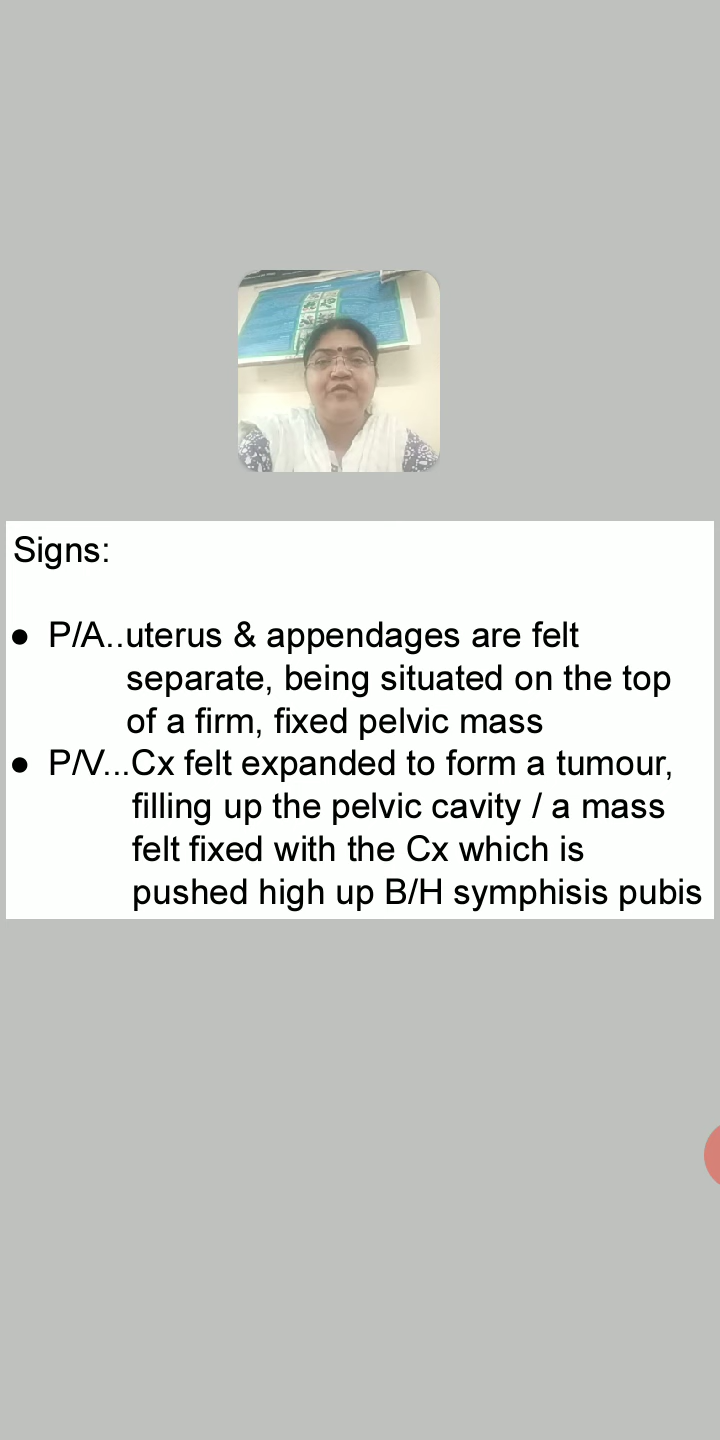 Signs:
● P/A..uterus & appendages are felt
separate, being situated on the top
of a firm, fixed pelvic mass
● P/V...Cx felt expanded to form a tumour,
filling up the pelvic cavity / a mass
felt fixed with the Cx which is
pushed high up B/H symphisis pubis